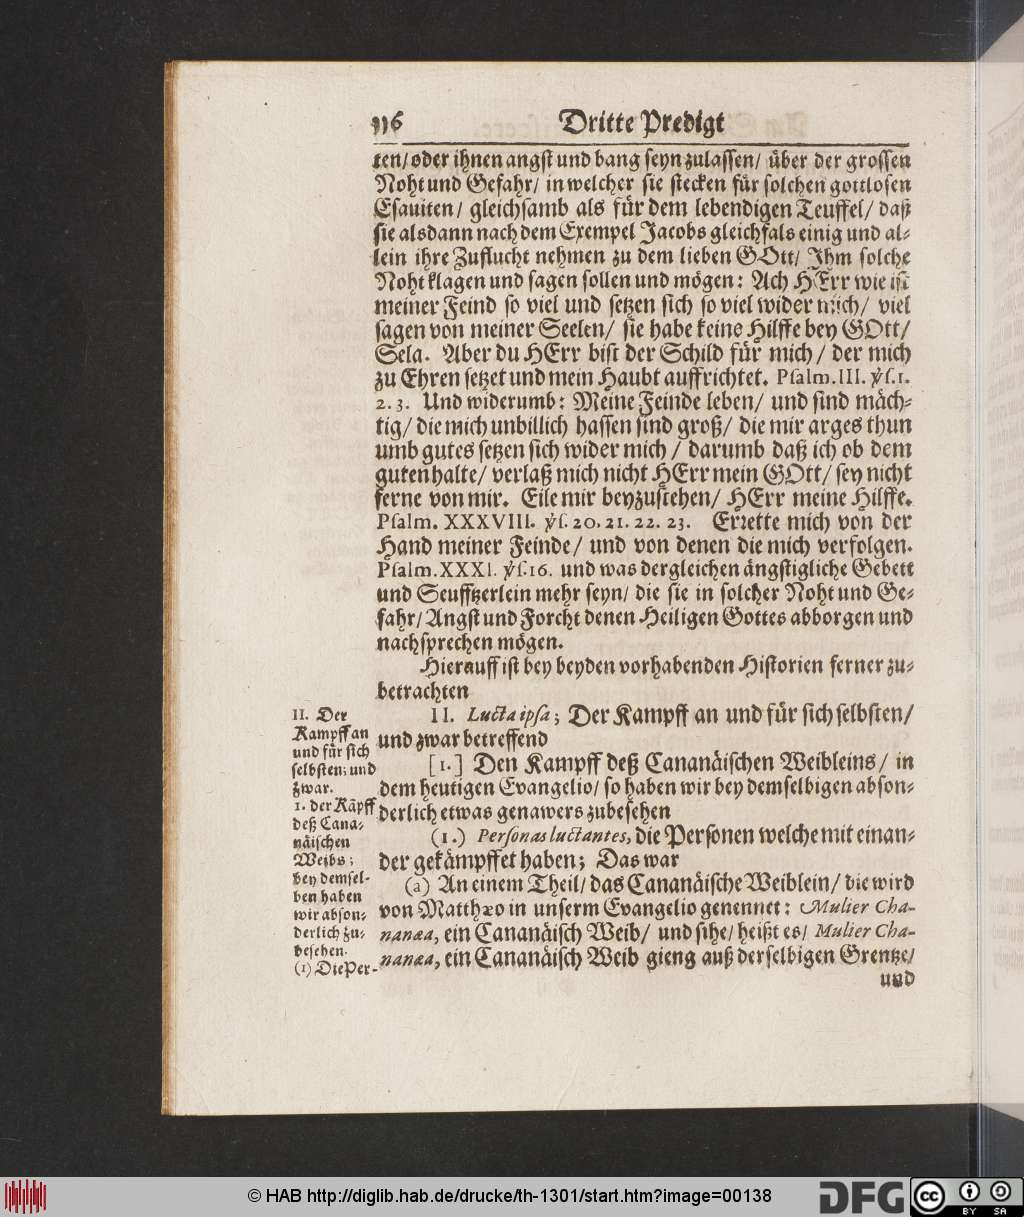 116 Dritte Predigt
ten/ oder ihnen angst und bang seyn zulassen/ über der grossen
Noht und Gefahr/ in welcher sie stecken für solchen gottlosen
Esauiten/ gleichsamb als für dem lebendigen Teuffel/ daß
sie alsdann nach dem Exempel Jacobs gleichfals einig und al-
lein ihre Zuflucht nehmen zu dem lieben GOtt/ Ihm solche
Noht klagen und sagen sollen und mögen: Ach HErr wie ist
meiner Feind so viel und setzen sich so viel wider mich/ viel
sagen von meiner Seelen/ sie habe keine Hilffe bey GOtt/
Sela. Aber du HErr bist der Schild für mich/ der mich
zu Ehren setzet und mein Haubt auffrichtet. Psalm. III. ỿſ. 1.
2. 3. Und widerumb: Meine Feinde leben/ und sind mäch-
tig/ die mich unbillich hassen sind groß/ die mir arges thun
umb gutes setzen sich wider mich/ darumb daß ich ob dem
guten halte/ verlaß mich nicht HErr mein GOtt/ sey nicht
ferne von mir. Eile mir beyzustehen/ HErr meine Hilffe.
Psalm. XXXVIII. ỿſ. 20. 21. 22. 23. Errette mich von der
Hand meiner Feinde/ und von denen die mich verfolgen.
Psalm. XXXI. ỿſ. 16. und was dergleichen ängstigliche Gebett
und Seufftzerlein mehr seyn/ die sie in solcher Noht und Ge-
fahr/ Angst und Forcht denen Heiligen Gottes abborgen und
nachsprechen mögen.
Hierauff ist bey beyden vorhabenden Historien ferner zu-
betrachten
II. Lucta ipsa; Der Kampff an und für sich selbsten/
und zwar betreffend
[1.] Den Kampff deß Cananäischen Weibleins/ in
dem heutigen Evangelio/ so haben wir bey demselbigen abson-
derlich etwas genawers zubesehen
(1.) Personas luctantes, die Personen welche mit einan-
der gekämpffet haben; Das war
(a) An einem Theil/ das Cananäische Weiblein/ die wird
von Matthæo in unserm Evangelio genennet: Mulier Cha-
nanæa, ein Cananäisch Weib/ und sihe/ heißt es/ Mulier Cha-
nanæa, ein Cananäisch Weib gieng auß derselbigen Grentze/
und
II. Der
Kampff an
und für sich
selbsten; und
zwar.
1. der Kãpff
deß Cana-
näischen
Weibs;
bey demsel-
ben haben
wir abson-
derlich zu-
besehen.
(1) Die Per-
© HAB http://diglib.hab.de/drucke/th-1301/start.htm?image=00138
DFG
cc
BY SA